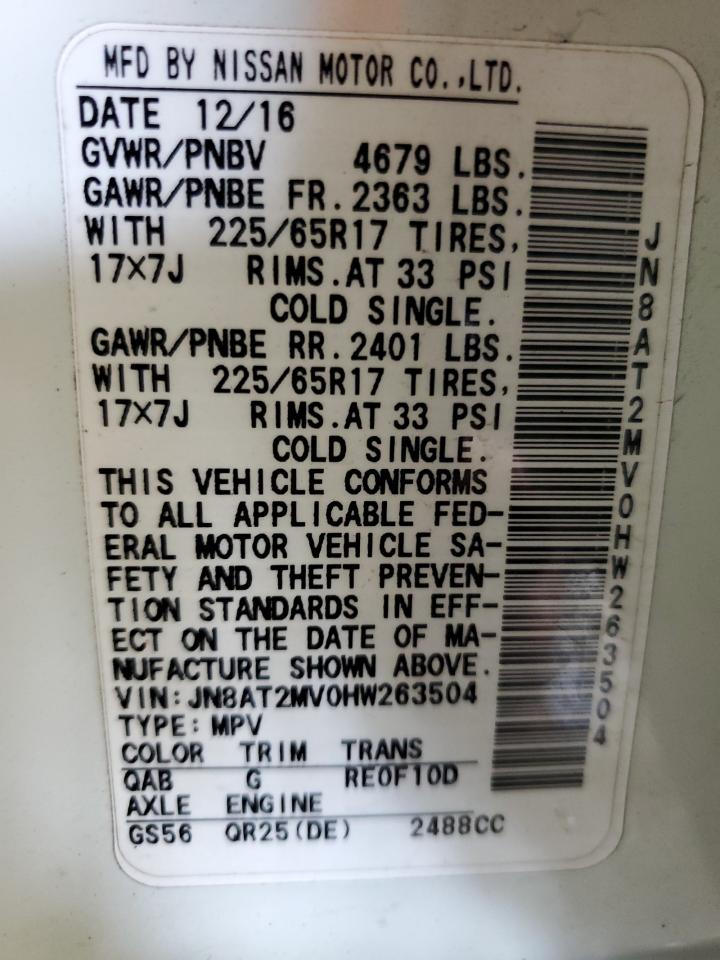 MFD BY NISSAN MOTOR CO.,LTD.
DATE 12/16
GVWR/PNBV 4679 LBS.
GAWR/PNBE FR.2363 LBS.
WITH 225/65R17 TIRES,
17×7J RIMS.AT 33 PSI
COLD SINGLE.
GAWR/PNBE RR.2401 LBS.
WITH 225/65R17 TIRES,
17×7J RIMS.AT 33 PSI
COLD SINGLE.
THIS VEHICLE CONFORMS
TO ALL APPLICABLE FED-
ERAL MOTOR VEHICLE SA-
FETY AND THEFT PREVEN-
TION STANDARDS IN EFF-
ECT ON THE DATE OF MA-
NUFACTURE SHOWN ABOVE.
VIN:JN8AT2MV0HW263504
TYPE:MPV
COLOR TRIM TRANS
QAB G RE0F10D
AXLE ENGINE
GS56 QR25(DE) 2488CC
JN8AT2MV0HW263504